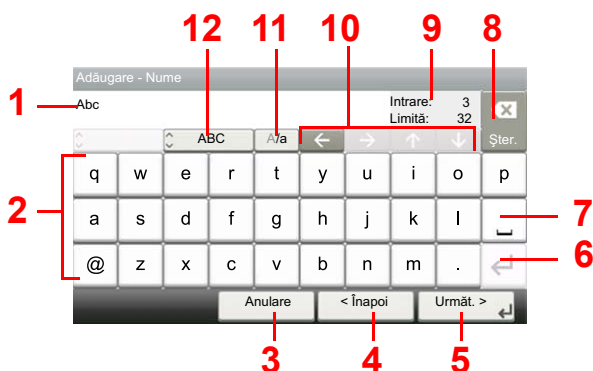 12 11 10 9 8
Adăugare - Nume
1 Abc Intrare: 3
Limită: 32
ABC A/a ← → ↑ ↓ Şter.
2
q w e r t y u i o p
a s d f g h j k l 7
@ z x c v b n m . 6
Anulare < Înapoi Următ. >
3 4 5